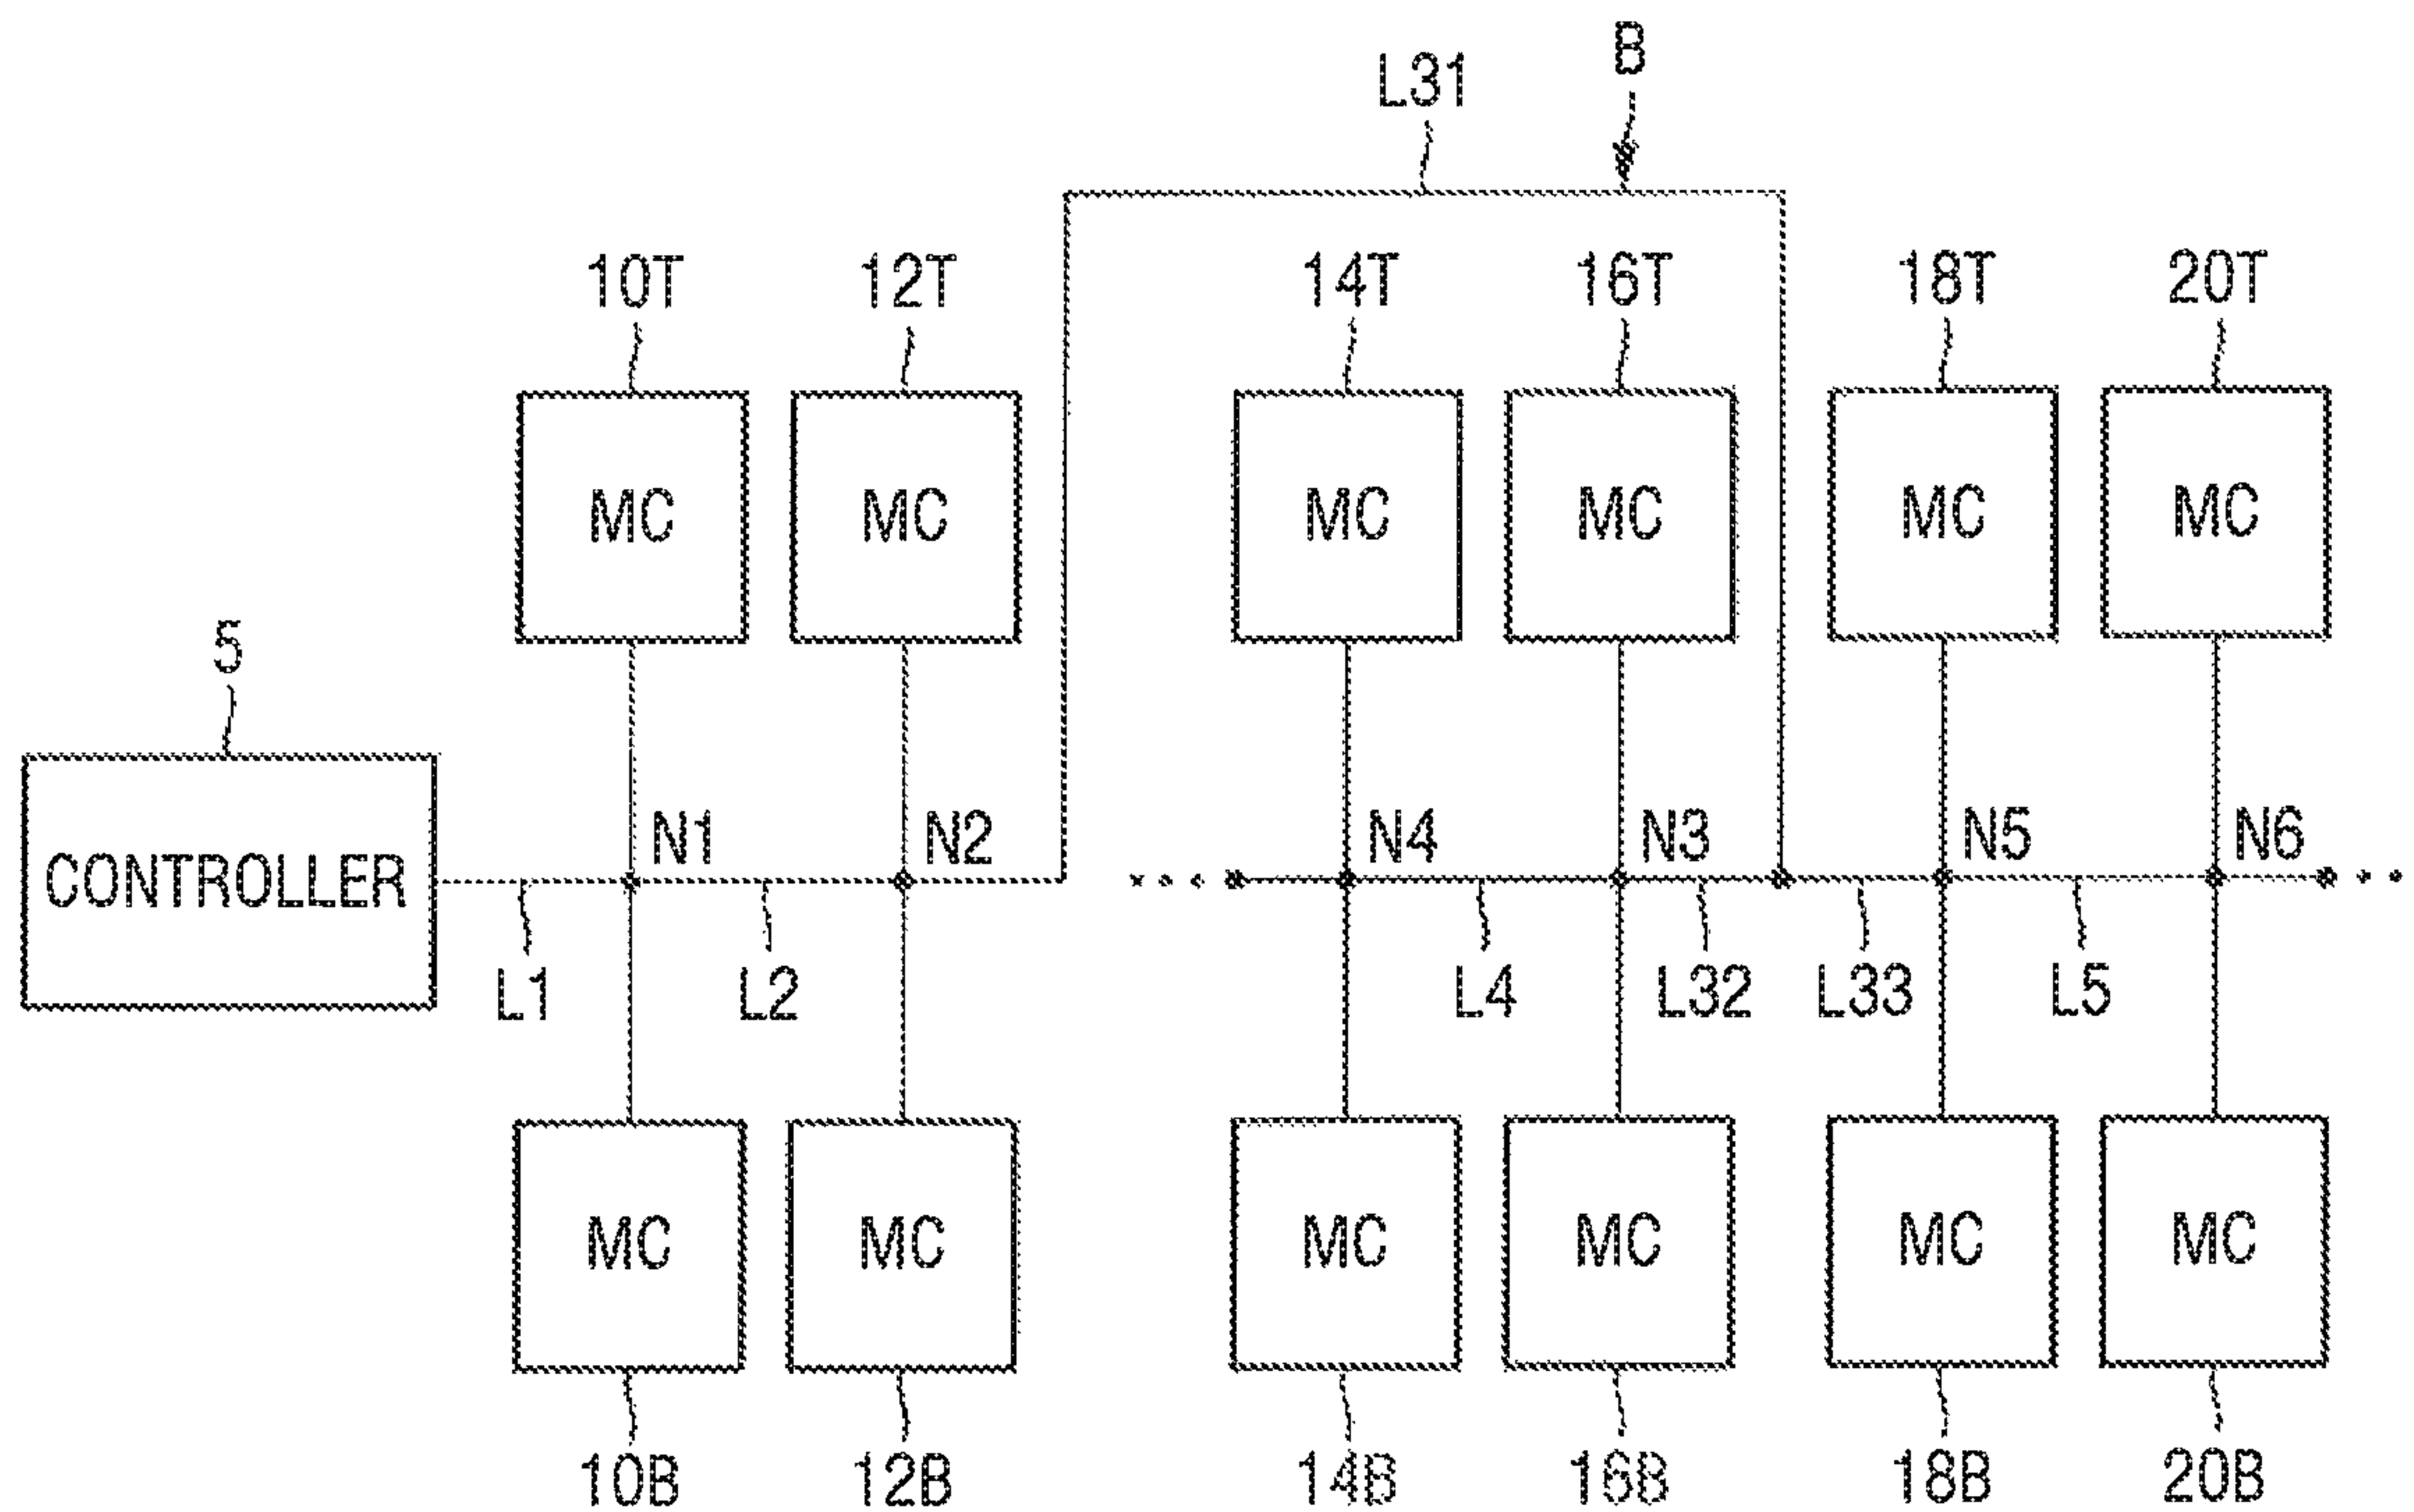 B
L31
10T 12T 14T 16T 18T 20T
MC MC MC MC MC MC
5
N1 N2 N4 N3 N5 N6
CONTROLLER
L1 L2 L4 L32 L33 L5
MC MC MC MC MC MC
10B 12B 14B 16B 18B 20B